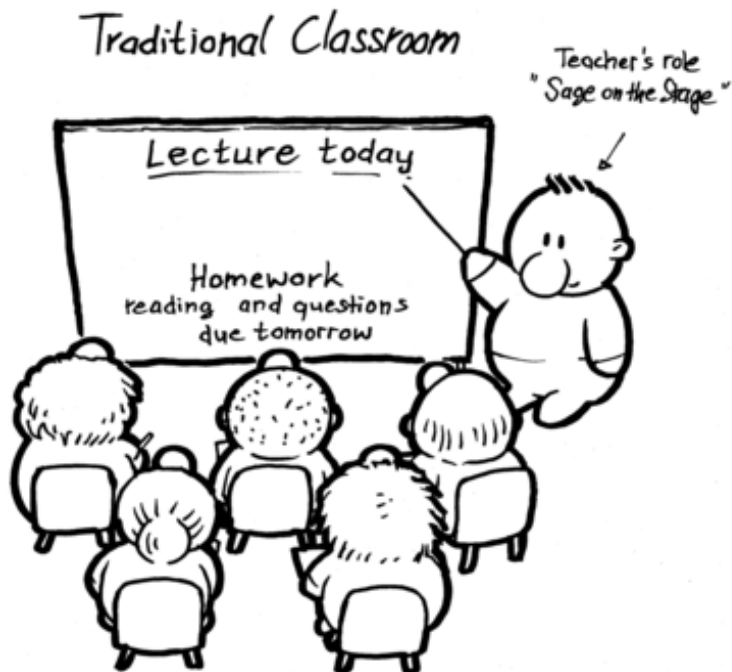 Traditional Classroom
Teacher's role
"Sage on the Stage"
Lecture today
Homework
reading and questions
due tomorrow